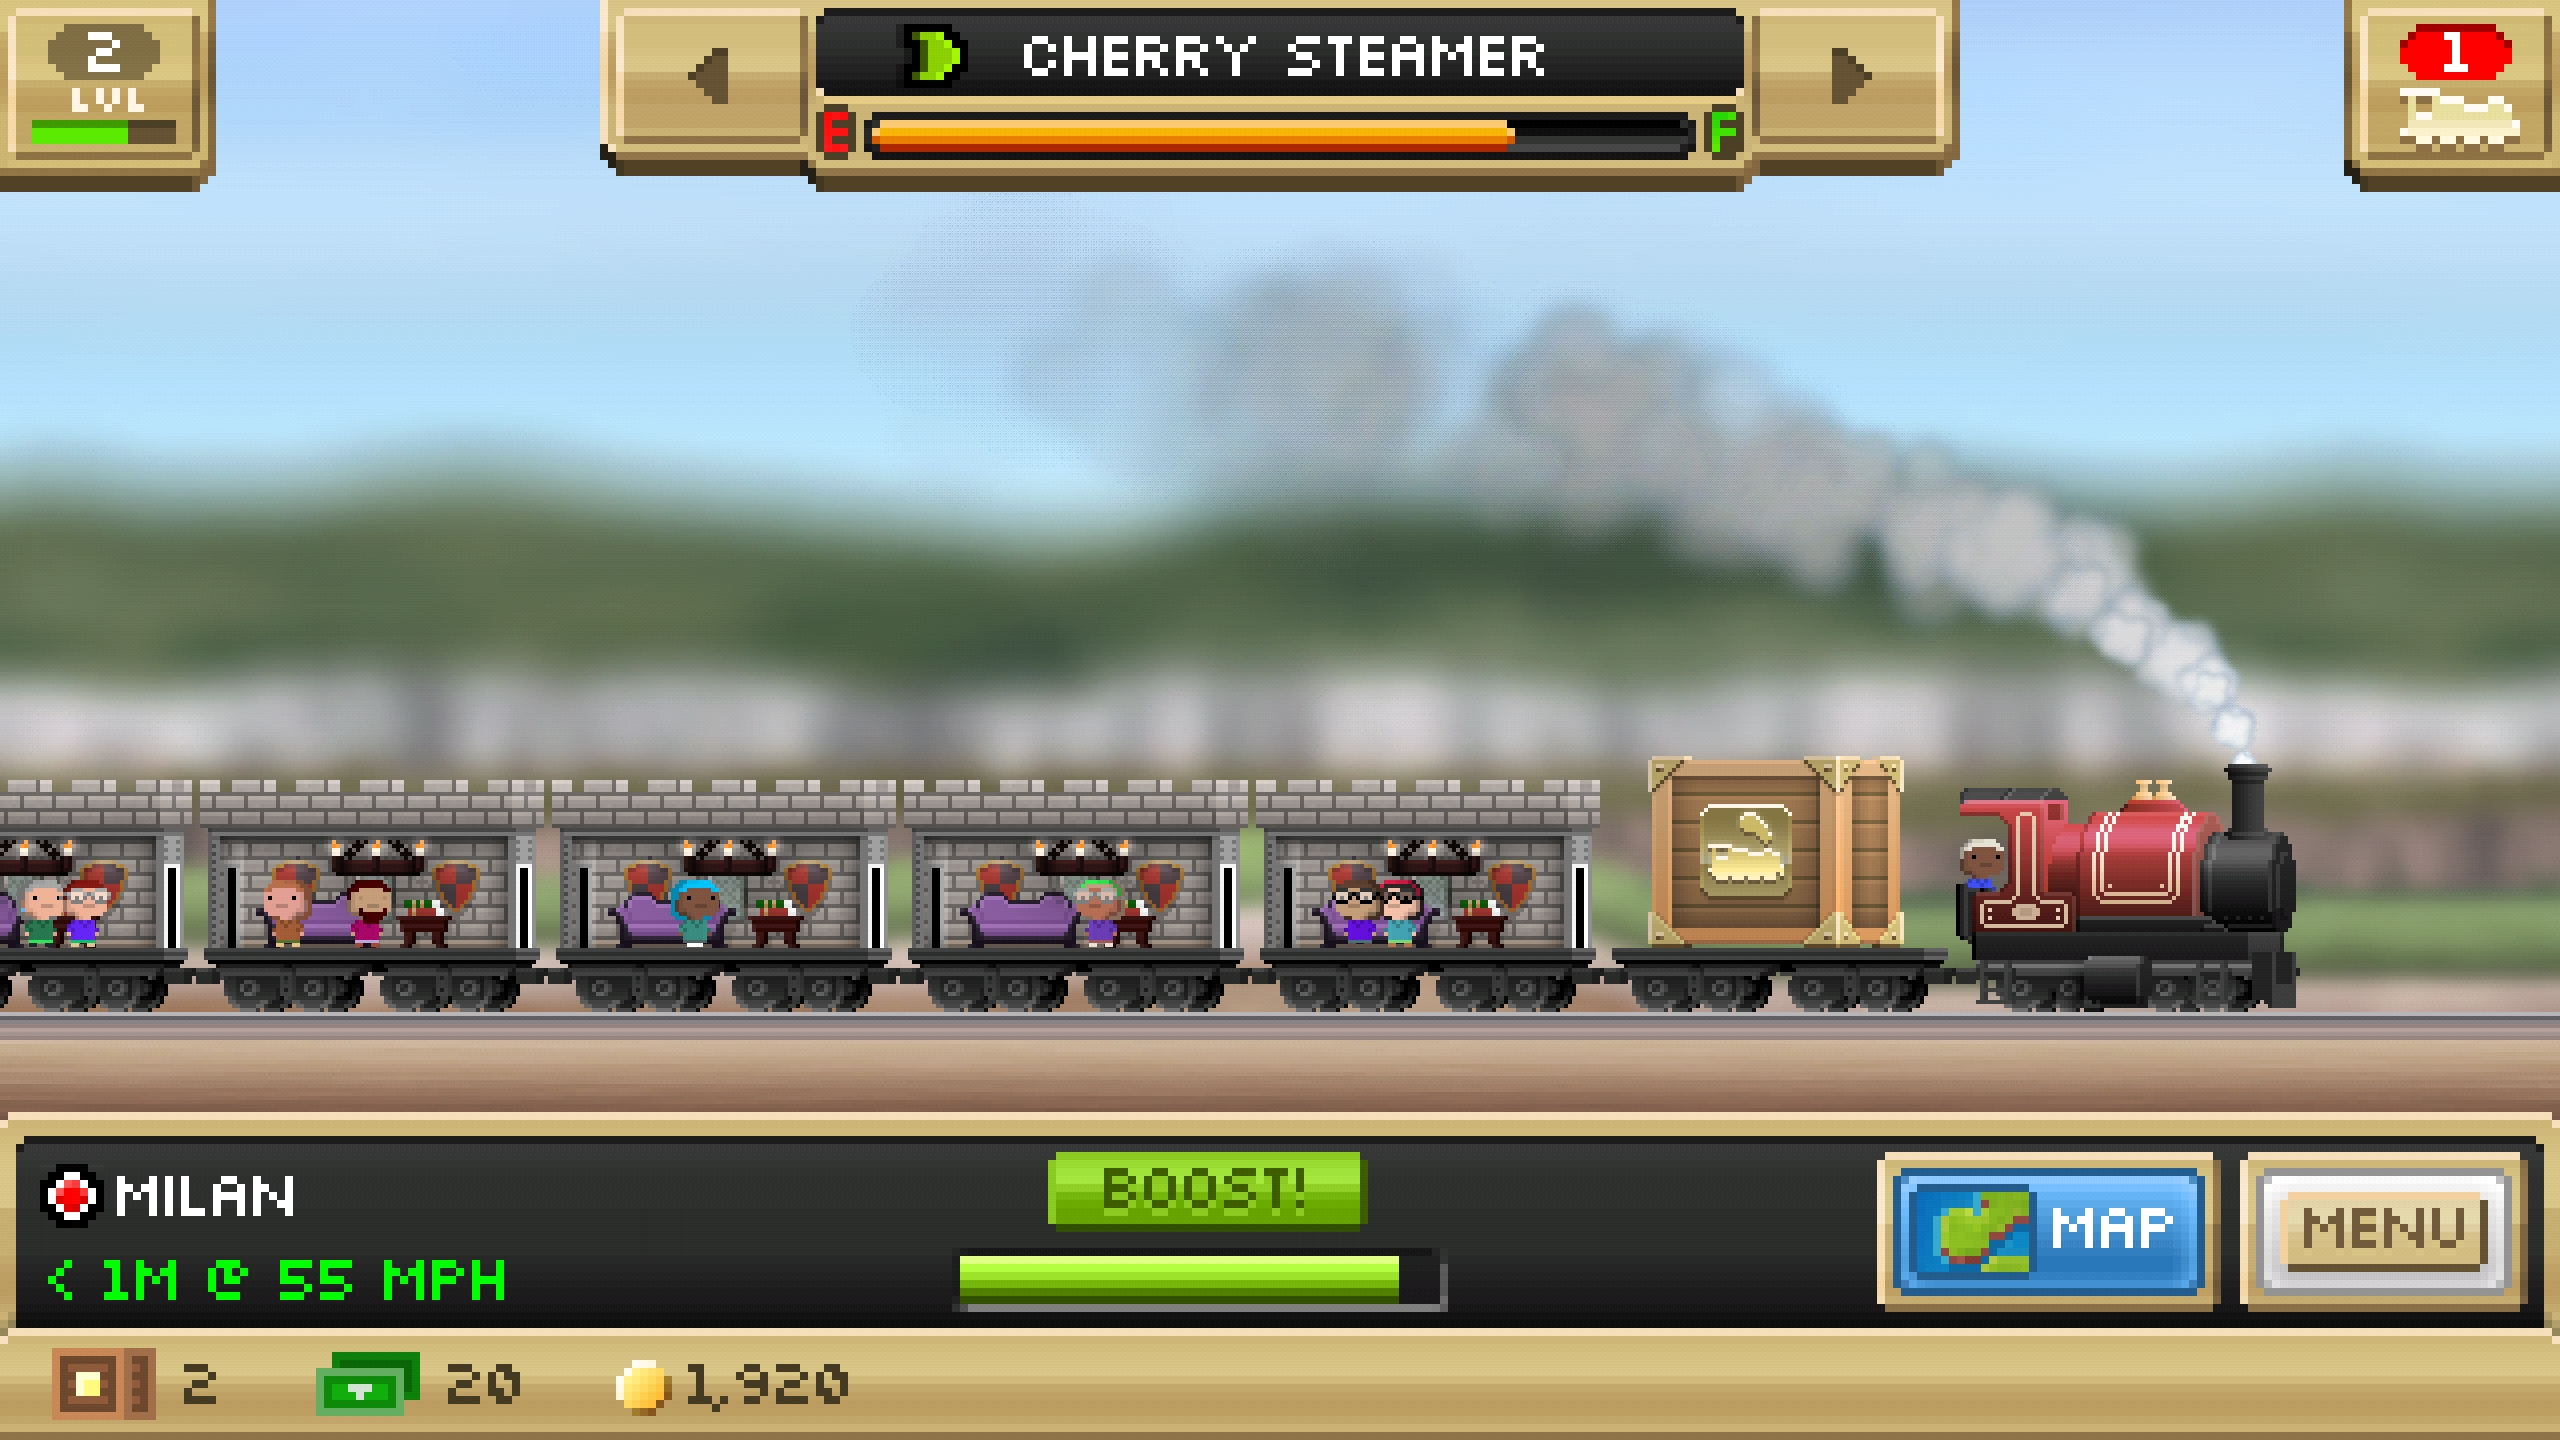 2
LVL
CHERRY STEAMER
E F
1
MILAN
< 1M @ 55 MPH
BOOST!
MAP
MENU
2 20 1,920